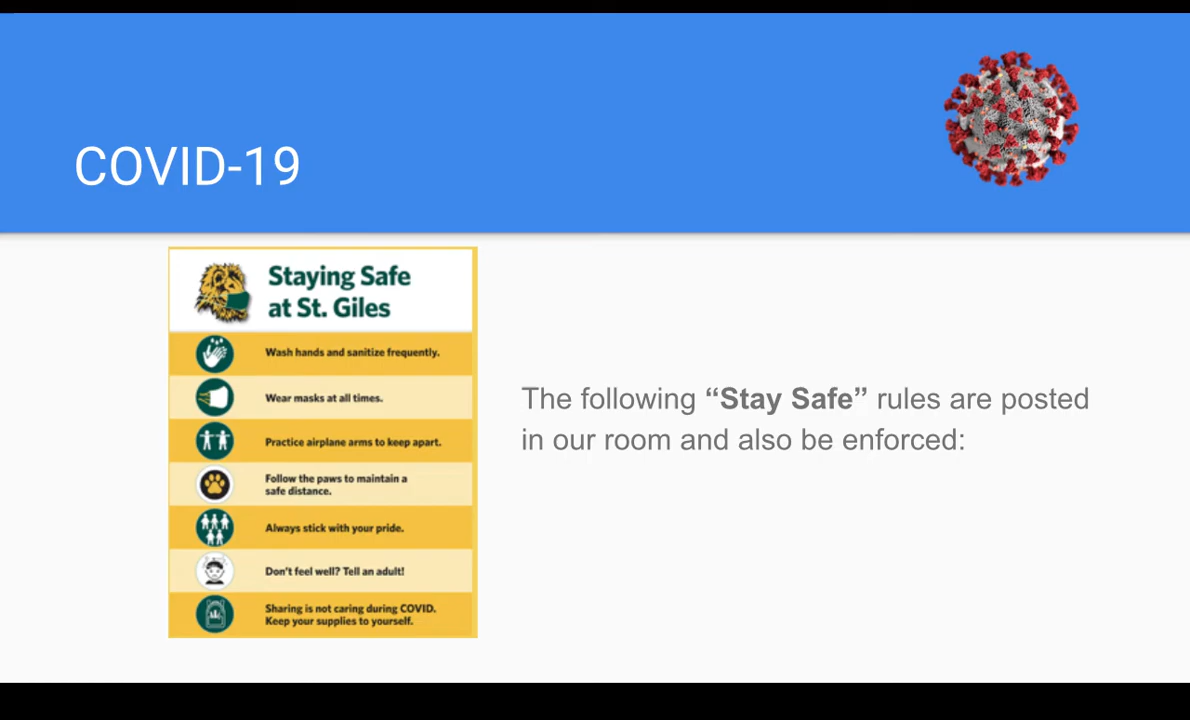 COVID-19
Staying Safe
at St. Giles
Wash hands and sanitize frequently.
Wear masks at all times.
Practice airplane arms to keep apart.
Follow the paws to maintain a
safe distance.
Always stick with your pride.
Don't feel well? Tell an adult!
Sharing is not caring during COVID.
Keep your supplies to yourself.
The following “Stay Safe” rules are posted
in our room and also be enforced: